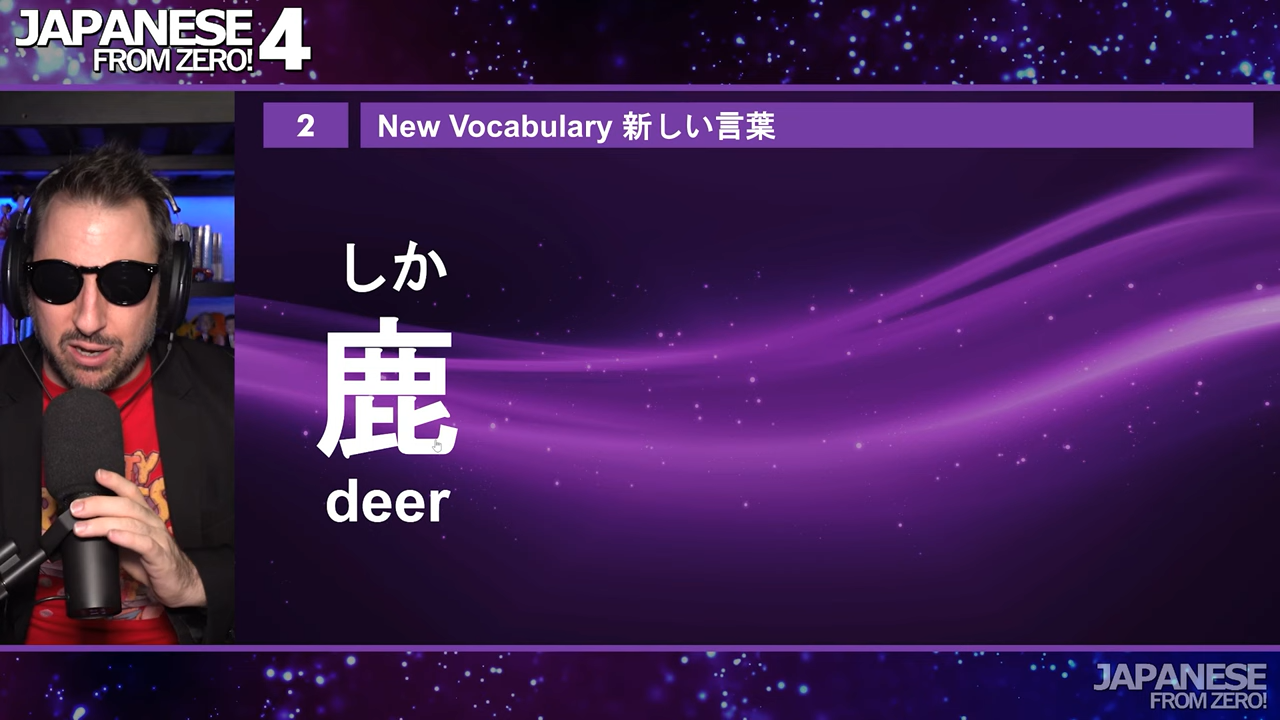 JAPANESE
FROM ZERO! 4
2
New Vocabulary 新しい言葉
しか
鹿
deer
JAPANESE
FROM ZERO!